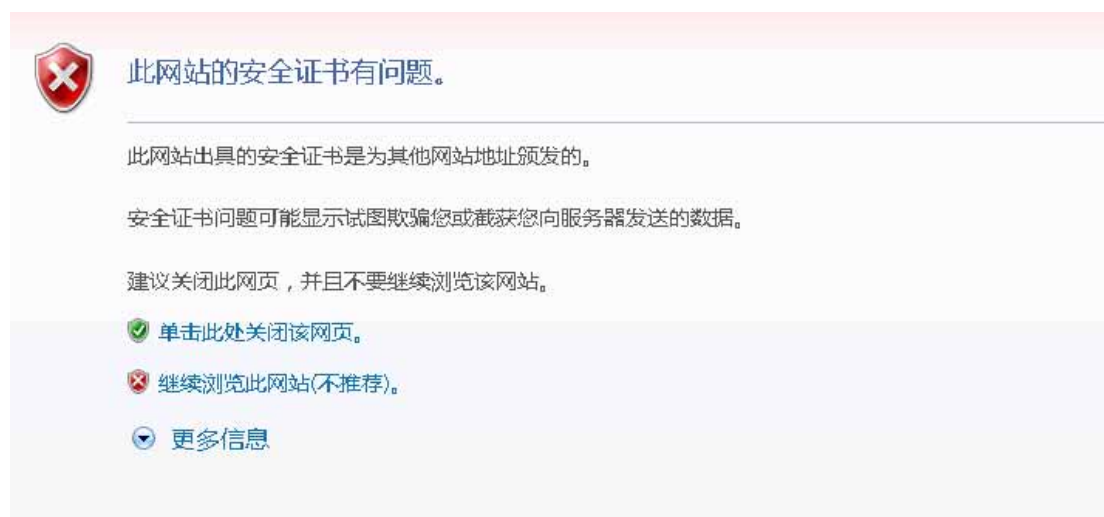 此网站的安全证书有问题。
此网站出具的安全证书是为其他网站地址颁发的。
安全证书问题可能显示试图欺骗您或截获您向服务器发送的数据。
建议关闭此网页，并且不要继续浏览该网站。
单击此处关闭该网页。
继续浏览此网站(不推荐)。
更多信息